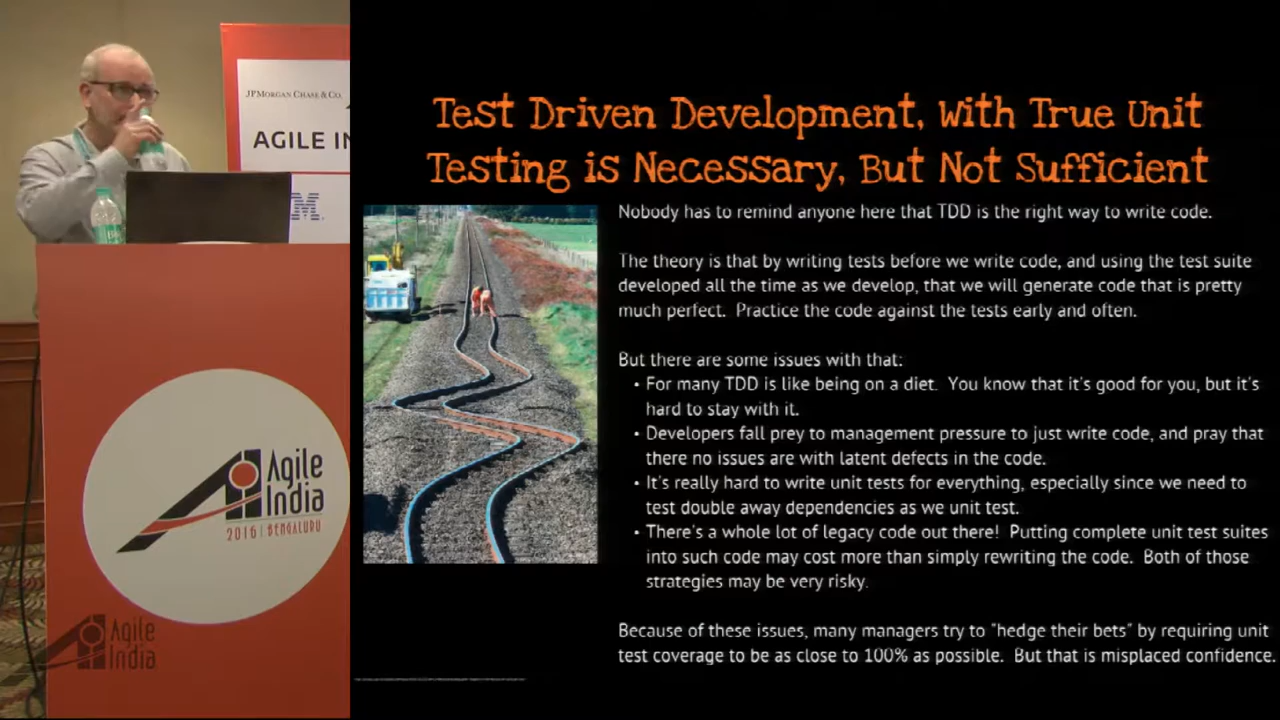 JPMORGAN CHASE & CO.
AGILE IN
M.
Agile
India
2016 | BENGALURU
Agile
India
Test Driven Development, With True Unit
Testing is Necessary, But Not Sufficient
Nobody has to remind anyone here that TDD is the right way to write code.
The theory is that by writing tests before we write code, and using the test suite
developed all the time as we develop, that we will generate code that is pretty
much perfect. Practice the code against the tests early and often.
But there are some issues with that:
• For many TDD is like being on a diet. You know that it's good for you, but it's
hard to stay with it.
• Developers fall prey to management pressure to just write code, and pray that
there no issues are with latent defects in the code.
• It's really hard to write unit tests for everything, especially since we need to
test double away dependencies as we unit test.
• There's a whole lot of legacy code out there! Putting complete unit test suites
into such code may cost more than simply rewriting the code. Both of those
strategies may be very risky.
Because of these issues, many managers try to "hedge their bets" by requiring unit
test coverage to be as close to 100% as possible. But that is misplaced confidence.